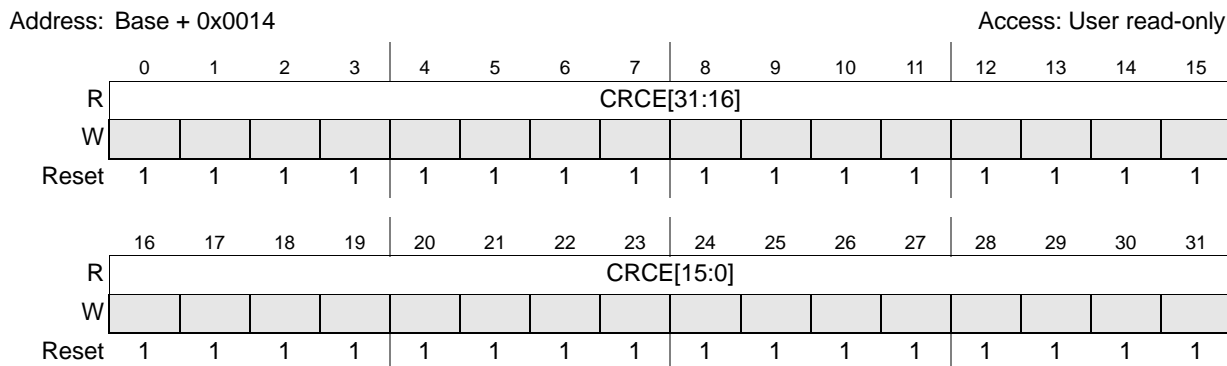 Address: Base + 0x0014 Access: User read-only
0 1 2 3 4 5 6 7 8 9 10 11 12 13 14 15
R CRCE[31:16]
W
Reset 1 1 1 1 1 1 1 1 1 1 1 1 1 1 1 1
16 17 18 19 20 21 22 23 24 25 26 27 28 29 30 31
R CRCE[15:0]
W
Reset 1 1 1 1 1 1 1 1 1 1 1 1 1 1 1 1